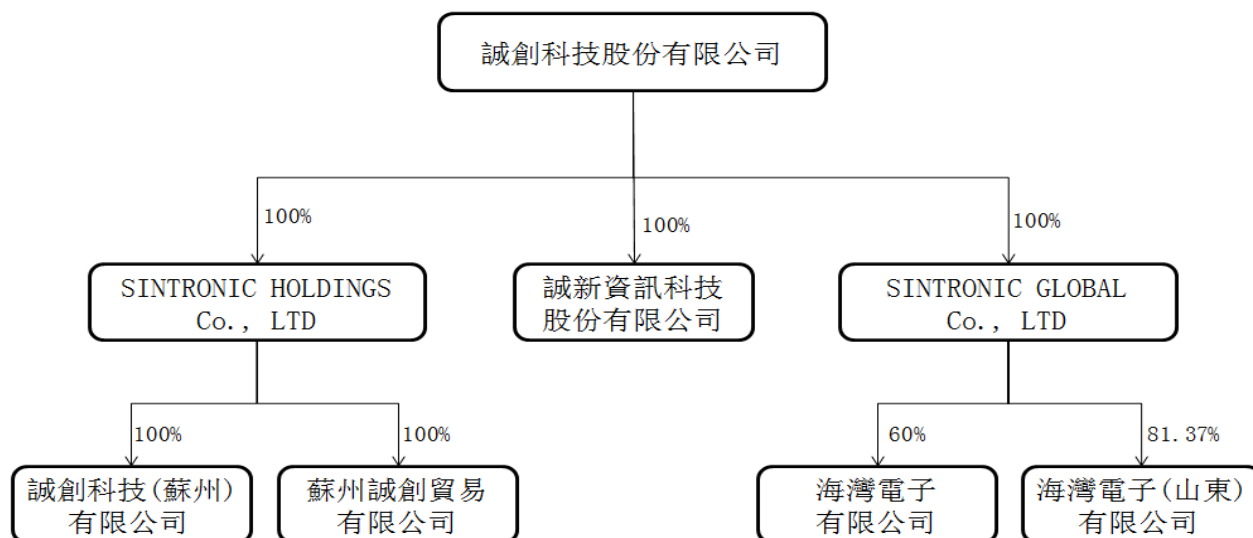 誠創科技股份有限公司
100%
100%
100%
SINTRONIC HOLDINGS
Co., LTD
誠新資訊科技
股份有限公司
SINTRONIC GLOBAL
Co., LTD
100%
100%
60%
81.37%
誠創科技(蘇州)
有限公司
蘇州誠創貿易
有限公司
海灣電子
有限公司
海灣電子(山東)
有限公司